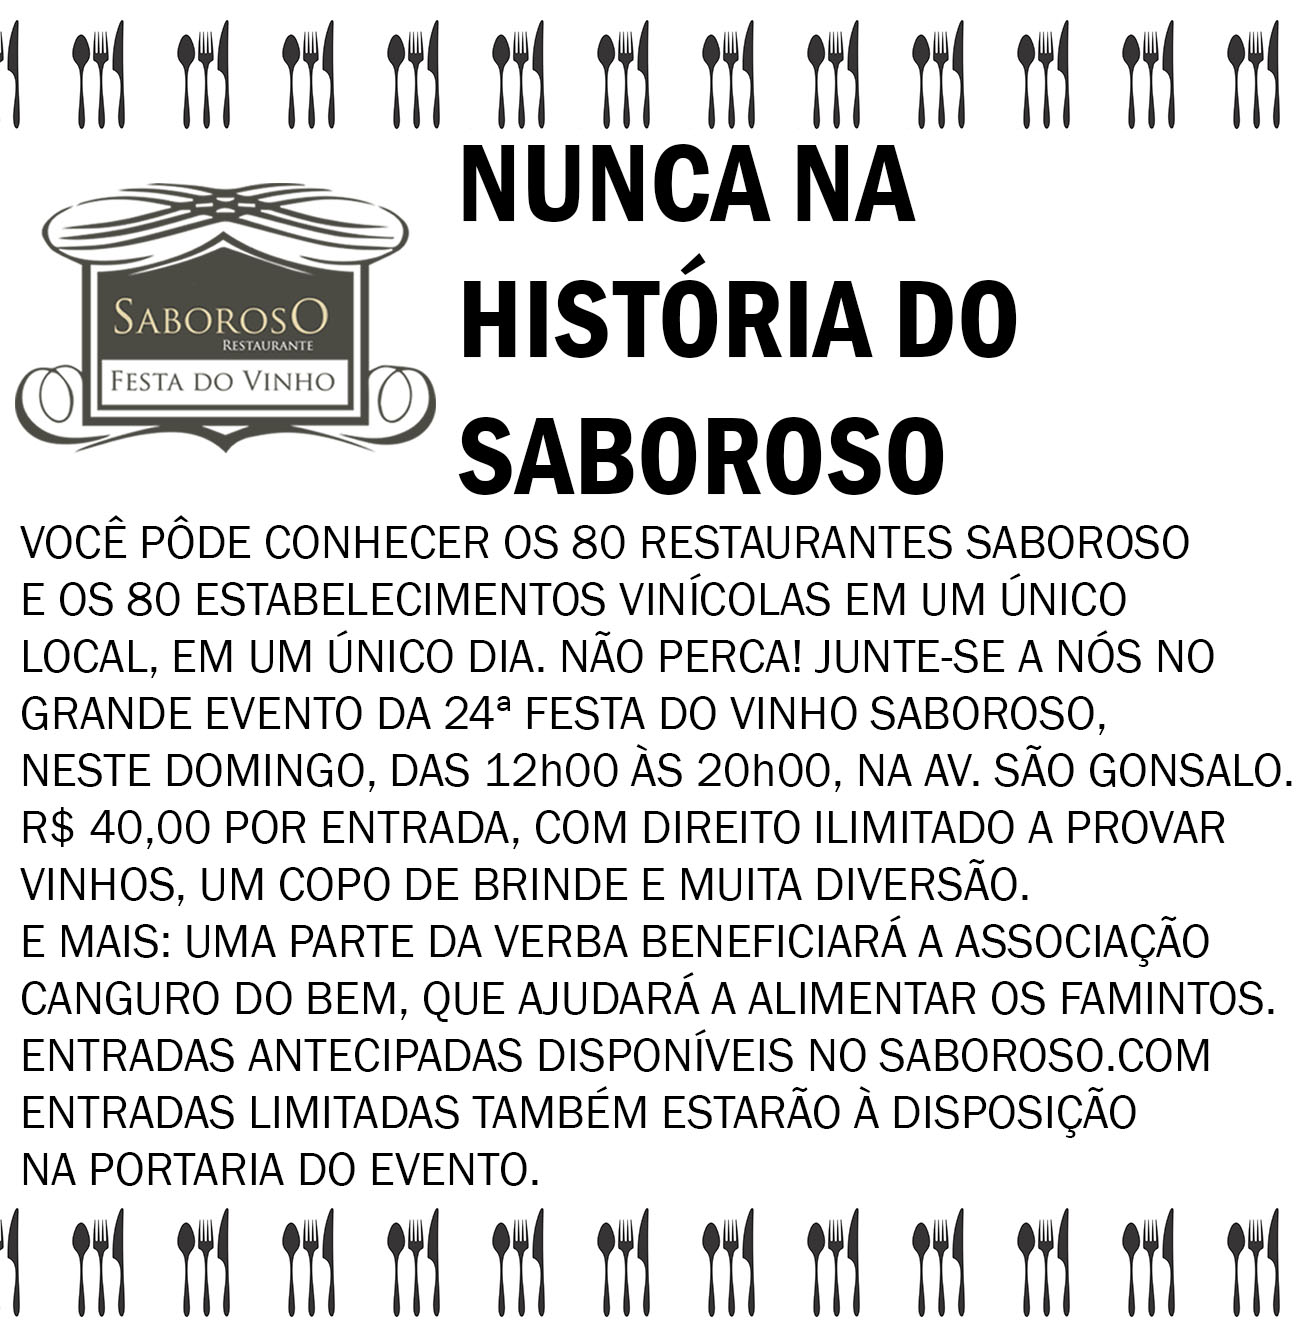 SABOROSO
RESTAURANTE
FESTA DO VINHO
NUNCA NA
HISTÓRIA DO
SABOROSO
VOCÊ PÔDE CONHECER OS 80 RESTAURANTES SABOROSO
E OS 80 ESTABELECIMENTOS VINÍCOLAS EM UM ÚNICO
LOCAL, EM UM ÚNICO DIA. NÃO PERCA! JUNTE-SE A NÓS NO
GRANDE EVENTO DA 24ª FESTA DO VINHO SABOROSO,
NESTE DOMINGO, DAS 12h00 ÀS 20h00, NA AV. SÃO GONSALO.
R$ 40,00 POR ENTRADA, COM DIREITO ILIMITADO A PROVAR
VINHOS, UM COPO DE BRINDE E MUITA DIVERSÃO.
E MAIS: UMA PARTE DA VERBA BENEFICIARÁ A ASSOCIAÇÃO
CANGURO DO BEM, QUE AJUDARÁ A ALIMENTAR OS FAMINTOS.
ENTRADAS ANTECIPADAS DISPONÍVEIS NO SABOROSO.COM
ENTRADAS LIMITADAS TAMBÉM ESTARÃO À DISPOSIÇÃO
NA PORTARIA DO EVENTO.